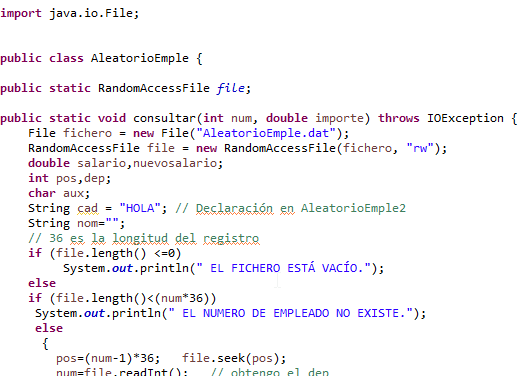 import java.io.File;
public class AleatorioEmple {
public static RandomAccessFile file;
public static void consultar(int num, double importe) throws IOException {
File fichero = new File("AleatorioEmple.dat");
RandomAccessFile file = new RandomAccessFile(fichero, "rw");
double salario,nuevosalario;
int pos,dep;
char aux;
String cad = "HOLA"; // Declaración en AleatorioEmple2
String nom="";
// 36 es la longitud del registro
if (file.length() <=0)
System.out.println(" EL FICHERO ESTÁ VACÍO.");
else
if (file.length()<(num*36))
System.out.println(" EL NUMERO DE EMPLEADO NO EXISTE.");
else
{
pos=(num-1)*36; file.seek(pos);
num=file.readInt(); // obtengo el dep